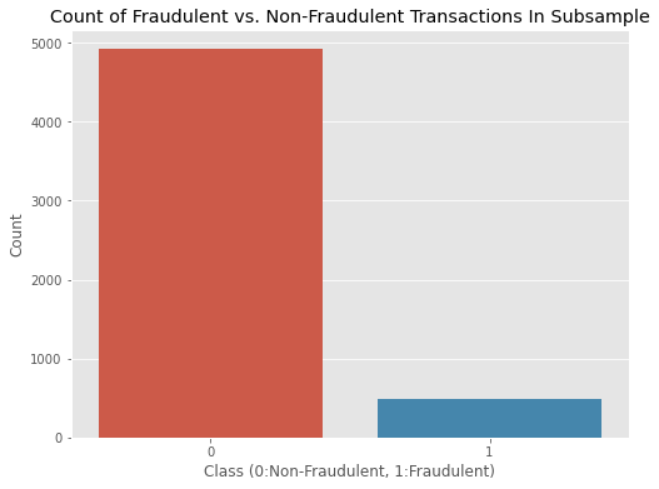 Count of Fraudulent vs. Non-Fraudulent Transactions In Subsample
5000
4000
3000
2000
1000
0
Count
0
1
Class (0:Non-Fraudulent, 1:Fraudulent)